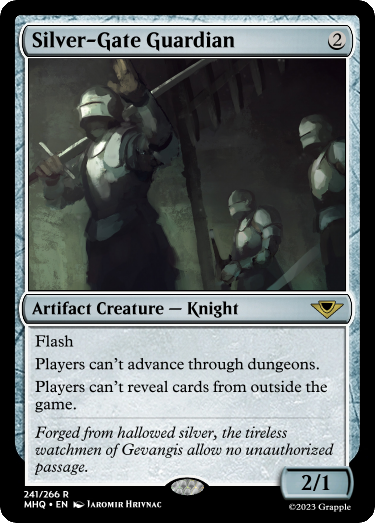 Silver-Gate Guardian 2
Artifact Creature — Knight
Flash
Players can't advance through dungeons.
Players can't reveal cards from outside the
game.
Forged from hallowed silver, the tireless
watchmen of Gevangis allow no unauthorized
passage.
2/1
241/266 R
MHQ • EN Jaromir Hrivnac
©2023 Grapple